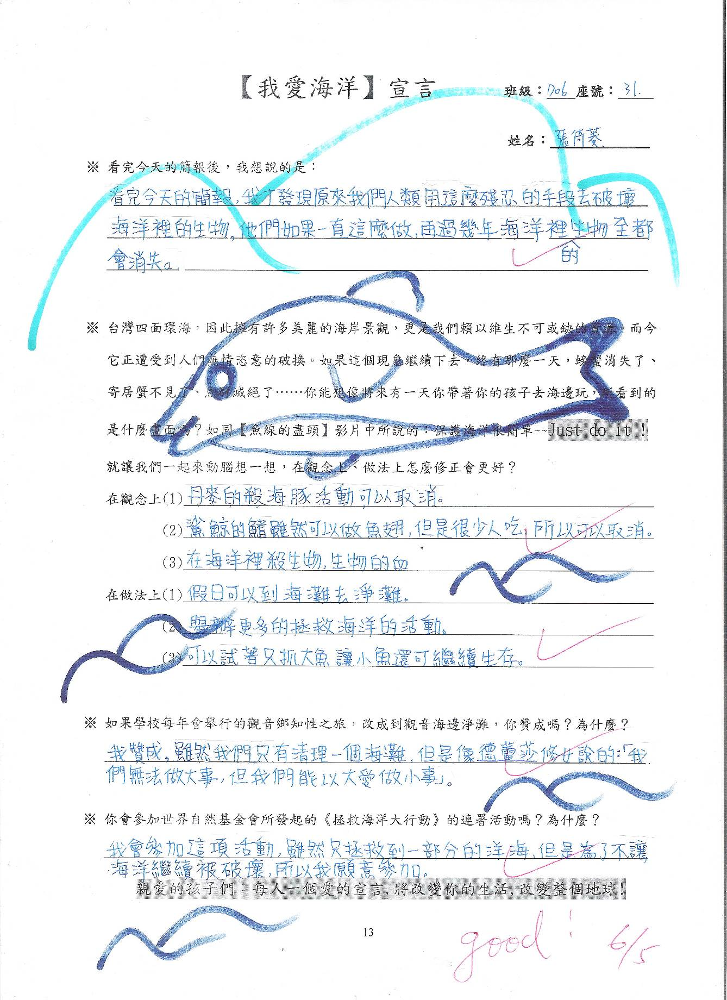 【我愛海洋】宣言 班級：706 座號：31.
姓名：張倚菱
※ 看完今天的簡報後，我想說的是：
看完今天的簡報,我才發現原來我們人類用這麼殘忍的手段去破壞
海洋裡的生物,他們如果一直這麼做,再過幾年海洋裡生物全都
的
會消失。
※ 台灣四面環海，因此擁有許多美麗的海岸景觀，更是我們賴以維生不可或缺的資源。而今
它正遭受到人們無情恣意的破換。如果這個現象繼續下去，終有那麼一天，螃蟹消失了、
寄居蟹不見了、魚群滅絕了……你能想像將來有一天你帶著你的孩子去海邊玩，所看到的
是什麼畫面嗎？如同【魚線的盡頭】影片中所說的：保護海洋很簡單~~Just do it !
就讓我們一起來動腦想一想，在觀念上、做法上怎麼修正會更好？
在觀念上(1)丹麥的殺海豚活動可以取消。
(2)鯊鯨的鰭雖然可以做魚翅,但是很少人吃,所以可以取消。
(3)在海洋裡殺生物,生物的血
在做法上(1)假日可以到海灘去淨灘。
(2)舉辦更多的拯救海洋的活動。
(3)可以試著只抓大魚讓小魚還可繼續生存。
※ 如果學校每年會舉行的觀音鄉知性之旅，改成到觀音海邊淨灘，你贊成嗎？為什麼？
我贊成,雖然我們只有清理一個海灘,但是像德蕾莎修女說的:「我
們無法做大事,但我們能以大愛做小事」。
※ 你會參加世界自然基金會所發起的《拯救海洋大行動》的連署活動嗎？為什麼？
我會參加這項活動,雖然只拯救到一部分的洋海,但是為了不讓
海洋繼續被破壞,所以我願意參加。
親愛的孩子們：每人一個愛的宣言,將改變你的生活,改變整個地球!
13
good! 6/5